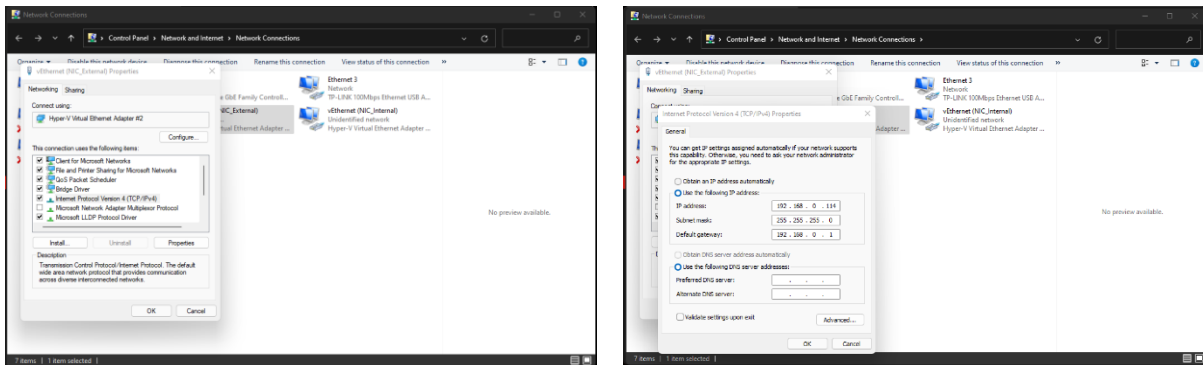 Network Connections
Control Panel > Network and Internet > Network Connections
Organize Disable this network device Diagnose this connection Rename this connection View status of this connection »
vEthernet (NIC_External) Properties
Networking Sharing
Connect using:
Hyper-V Virtual Ethernet Adapter #2
Configure...
This connection uses the following items:
Client for Microsoft Networks
File and Printer Sharing for Microsoft Networks
QoS Packet Scheduler
Bridge Driver
Internet Protocol Version 4 (TCP/IPv4)
Microsoft Network Adapter Multiplexor Protocol
Microsoft LLDP Protocol Driver
Install... Uninstall Properties
Description
Transmission Control Protocol/Internet Protocol. The default
wide area network protocol that provides communication
across diverse interconnected networks.
OK Cancel
GbE Family Controll...
NIC_External)
Ethernet Adapter ...
Ethernet 3
Network
TP-LINK 100Mbps Ethernet USB A...
vEthernet (NIC_Internal)
Unidentified network
Hyper-V Virtual Ethernet Adapter ...
No preview available.
7 items | 1 item selected |
Network Connections
Control Panel > Network and Internet > Network Connections >
Organize Disable this network device Diagnose this connection Rename this connection View status of this connection »
vEthernet (NIC_External) Properties
Networking Sharing
Internet Protocol Version 4 (TCP/IPv4) Properties
General
You can get IP settings assigned automatically if your network supports
this capability. Otherwise, you need to ask your network administrator
for the appropriate IP settings.
Obtain an IP address automatically
Use the following IP address:
IP address: 192 . 168 . 0 . 114
Subnet mask: 255 . 255 . 255 . 0
Default gateway: 192 . 168 . 0 . 1
Obtain DNS server address automatically
Use the following DNS server addresses:
Preferred DNS server: . . .
Alternate DNS server: . . .
Validate settings upon exit
Advanced...
OK Cancel
GbE Family Controll...
Adapter ...
Ethernet 3
Network
TP-LINK 100Mbps Ethernet USB A...
vEthernet (NIC_Internal)
Unidentified network
Hyper-V Virtual Ethernet Adapter ...
No preview available.
7 items | 1 item selected |